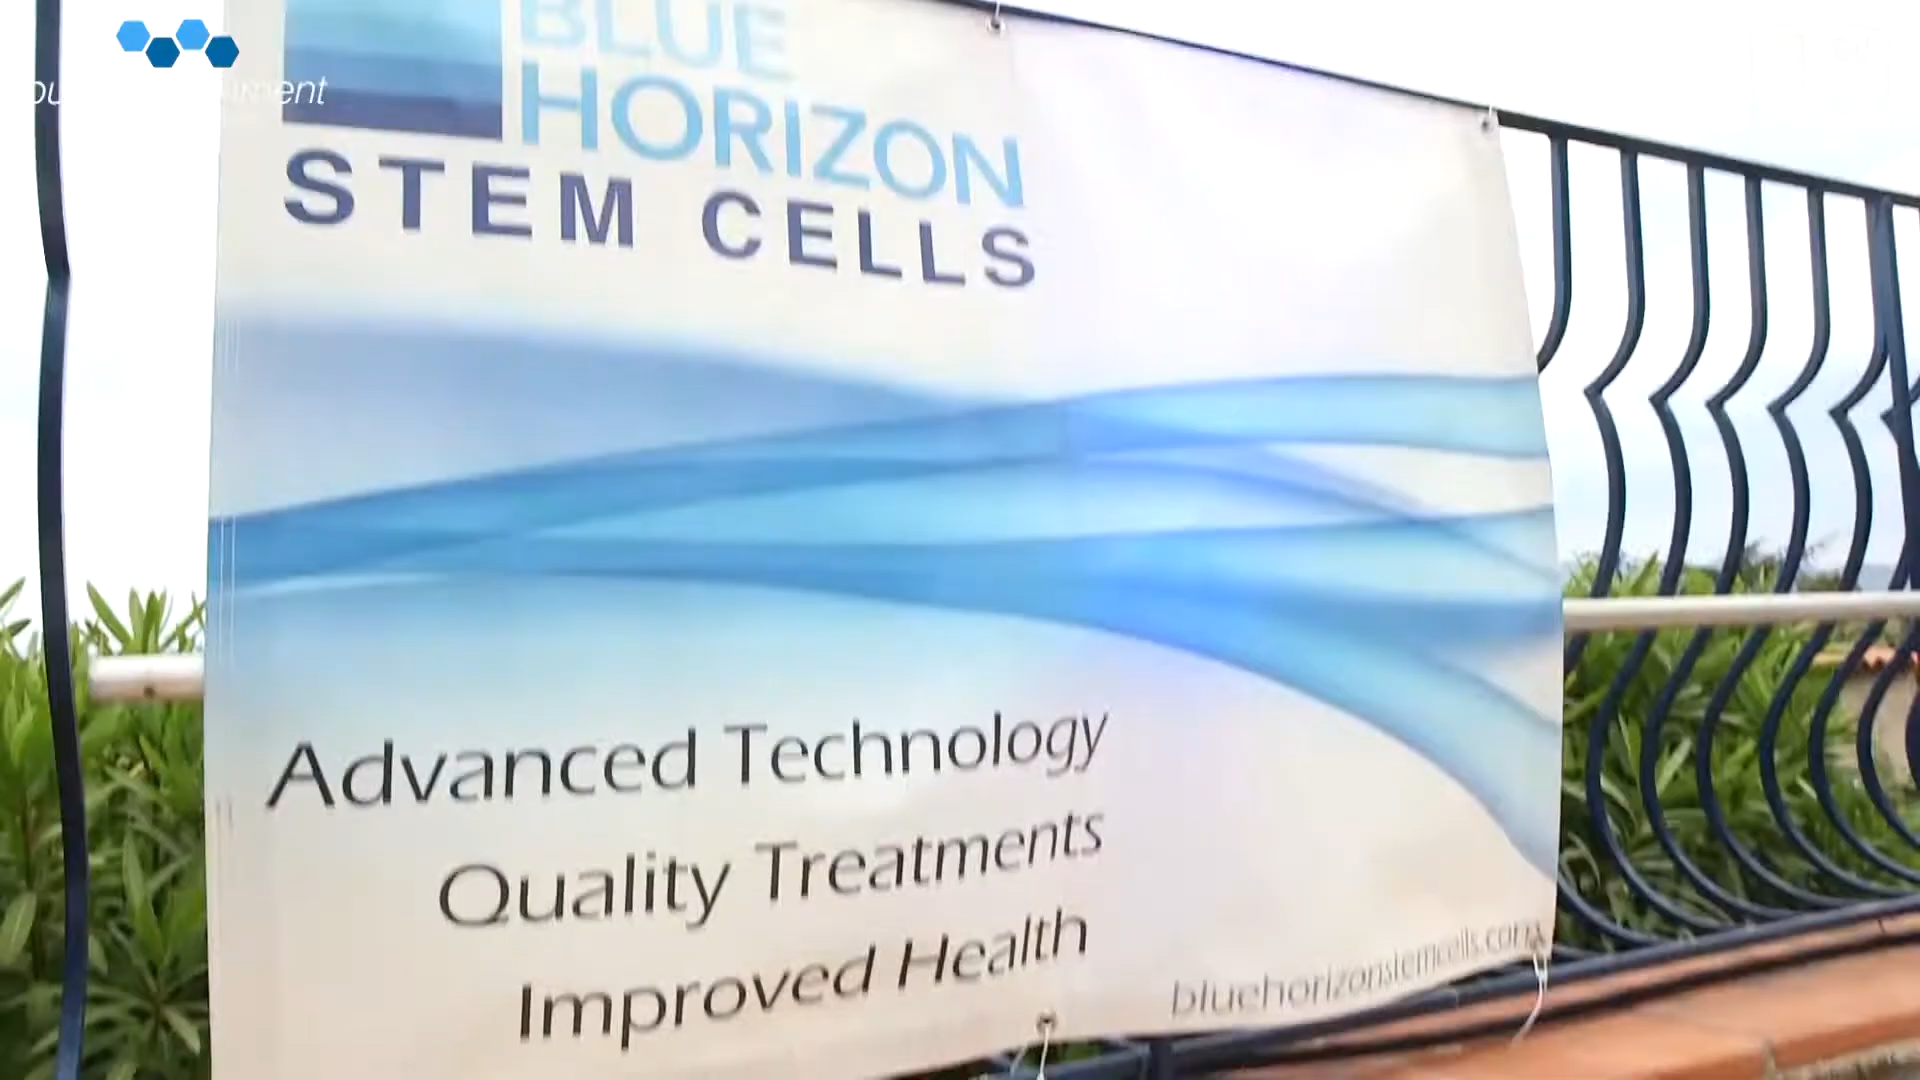 BLUE
HORIZON
STEM CELLS
Advanced Technology
Quality Treatments
Improved Health
bluehorizonstemcells.com